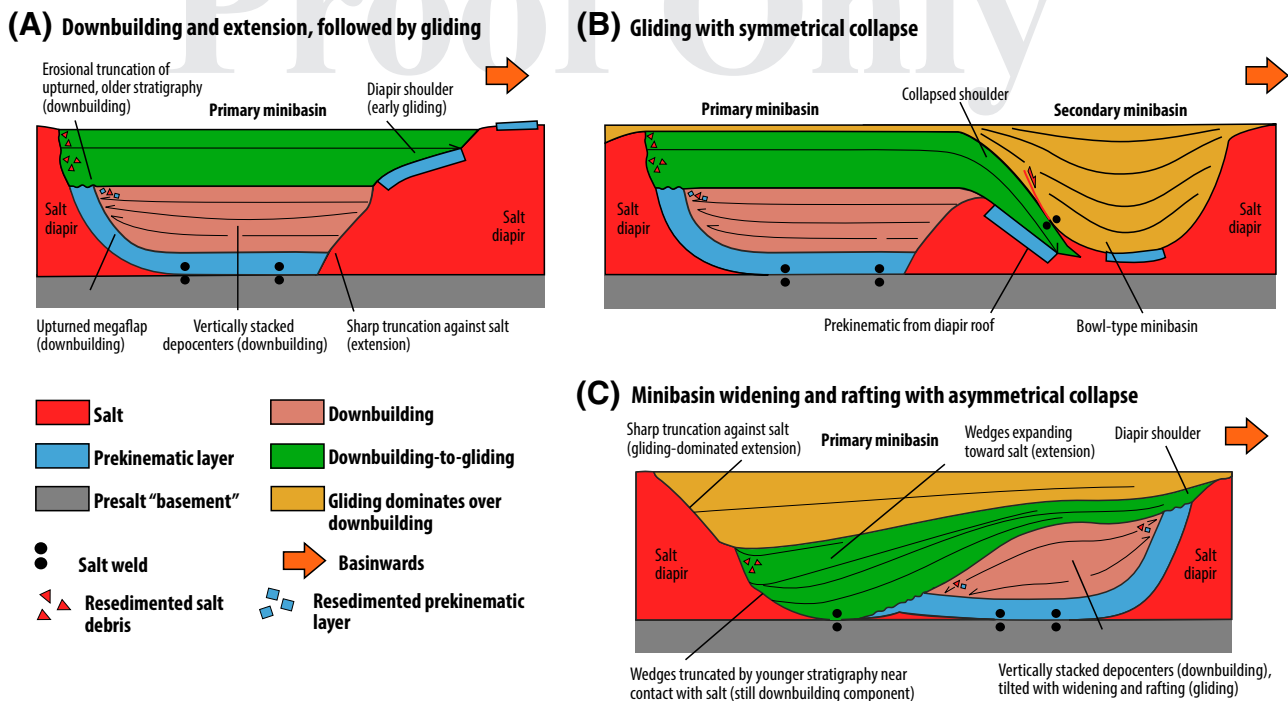 Proof Only
(A) Downbuilding and extension, followed by gliding
Erosional truncation of
upturned, older stratigraphy
(downbuilding)
Primary minibasin
Diapir shoulder
(early gliding)
Salt
diapir
Salt
diapir
Upturned megaflap
(downbuilding)
Vertically stacked
depocenters (downbuilding)
Sharp truncation against salt
(extension)
(B) Gliding with symmetrical collapse
Primary minibasin
Collapsed shoulder
Secondary minibasin
Salt
diapir
Salt
diapir
Prekinematic from diapir roof
Bowl-type minibasin
Salt
Downbuilding
Prekinematic layer
Downbuilding-to-gliding
Presalt “basement”
Gliding dominates over
downbuilding
Salt weld
Basinwards
Resedimented salt
debris
Resedimented prekinematic
layer
(C) Minibasin widening and rafting with asymmetrical collapse
Sharp truncation against salt
(gliding-dominated extension)
Primary minibasin
Wedges expanding
toward salt (extension)
Diapir shoulder
Salt
diapir
Salt
diapir
Wedges truncated by younger stratigraphy near
contact with salt (still downbuilding component)
Vertically stacked depocenters (downbuilding),
tilted with widening and rafting (gliding)